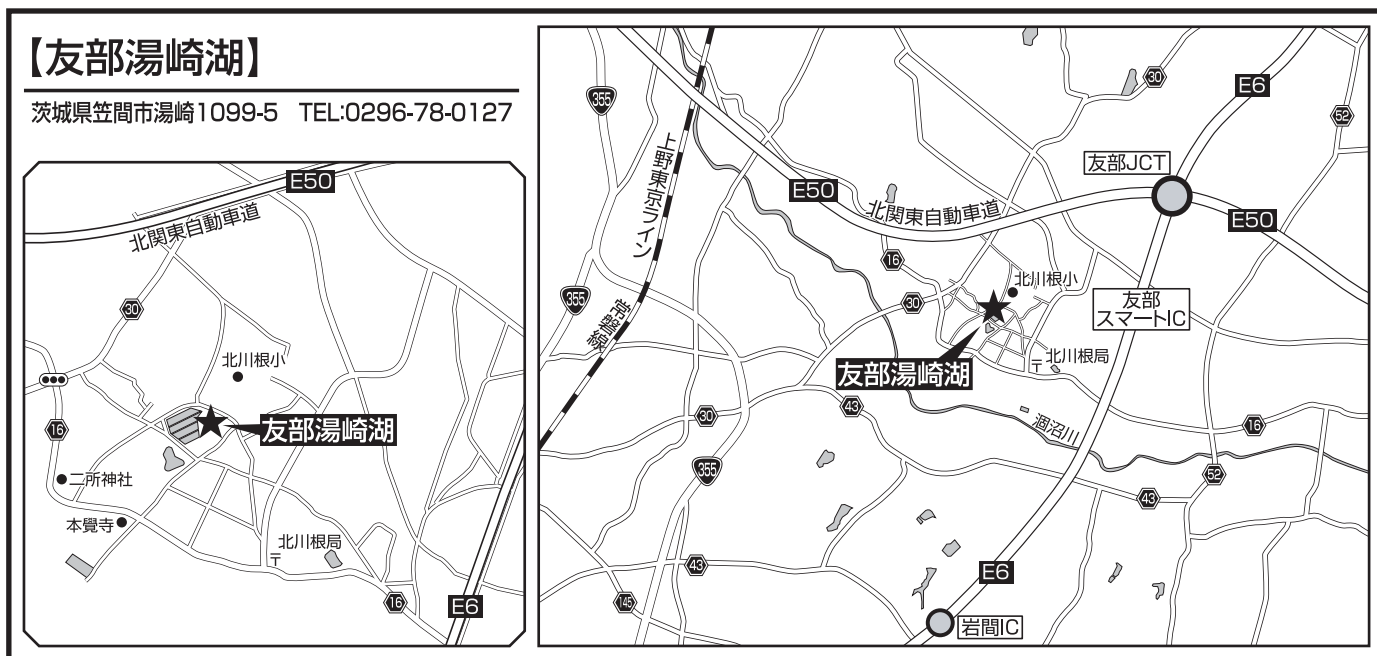 【友部湯崎湖】
茨城県笠間市湯崎1099-5 TEL:0296-78-0127
E50
北関東自動車道
30
北川根小
16
友部湯崎湖
二所神社
本覺寺
北川根局
〒
16
E6
355
上野東京ライン
30
E6
52
友部JCT
E50
北関東自動車道
E50
16
北川根小
355
常磐線
30
友部
スマートIC
友部湯崎湖
北川根局
〒
43
30
涸沼川
16
355
52
43
43
E6
145
岩間IC